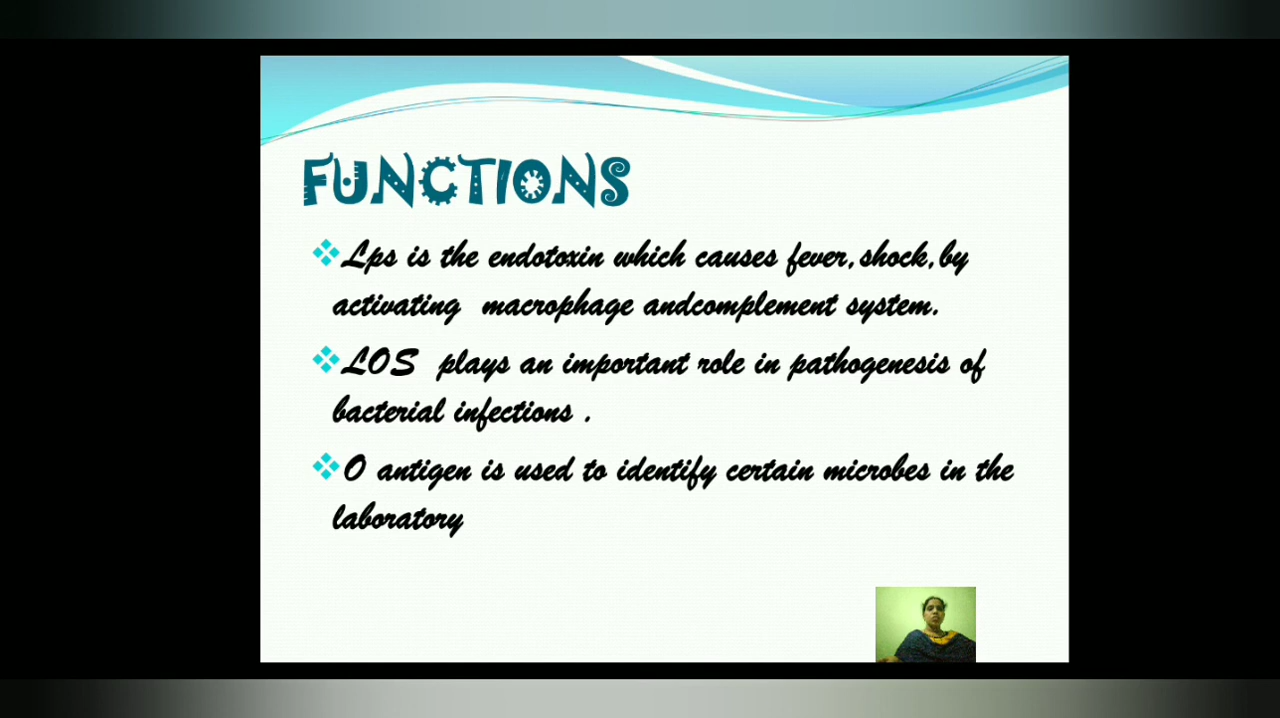 FUNCTIONS
Lps is the endotoxin which causes fever,shock,by
activating macrophage andcomplement system.
LOS plays an important role in pathogenesis of
bacterial infections .
O antigen is used to identify certain microbes in the
laboratory